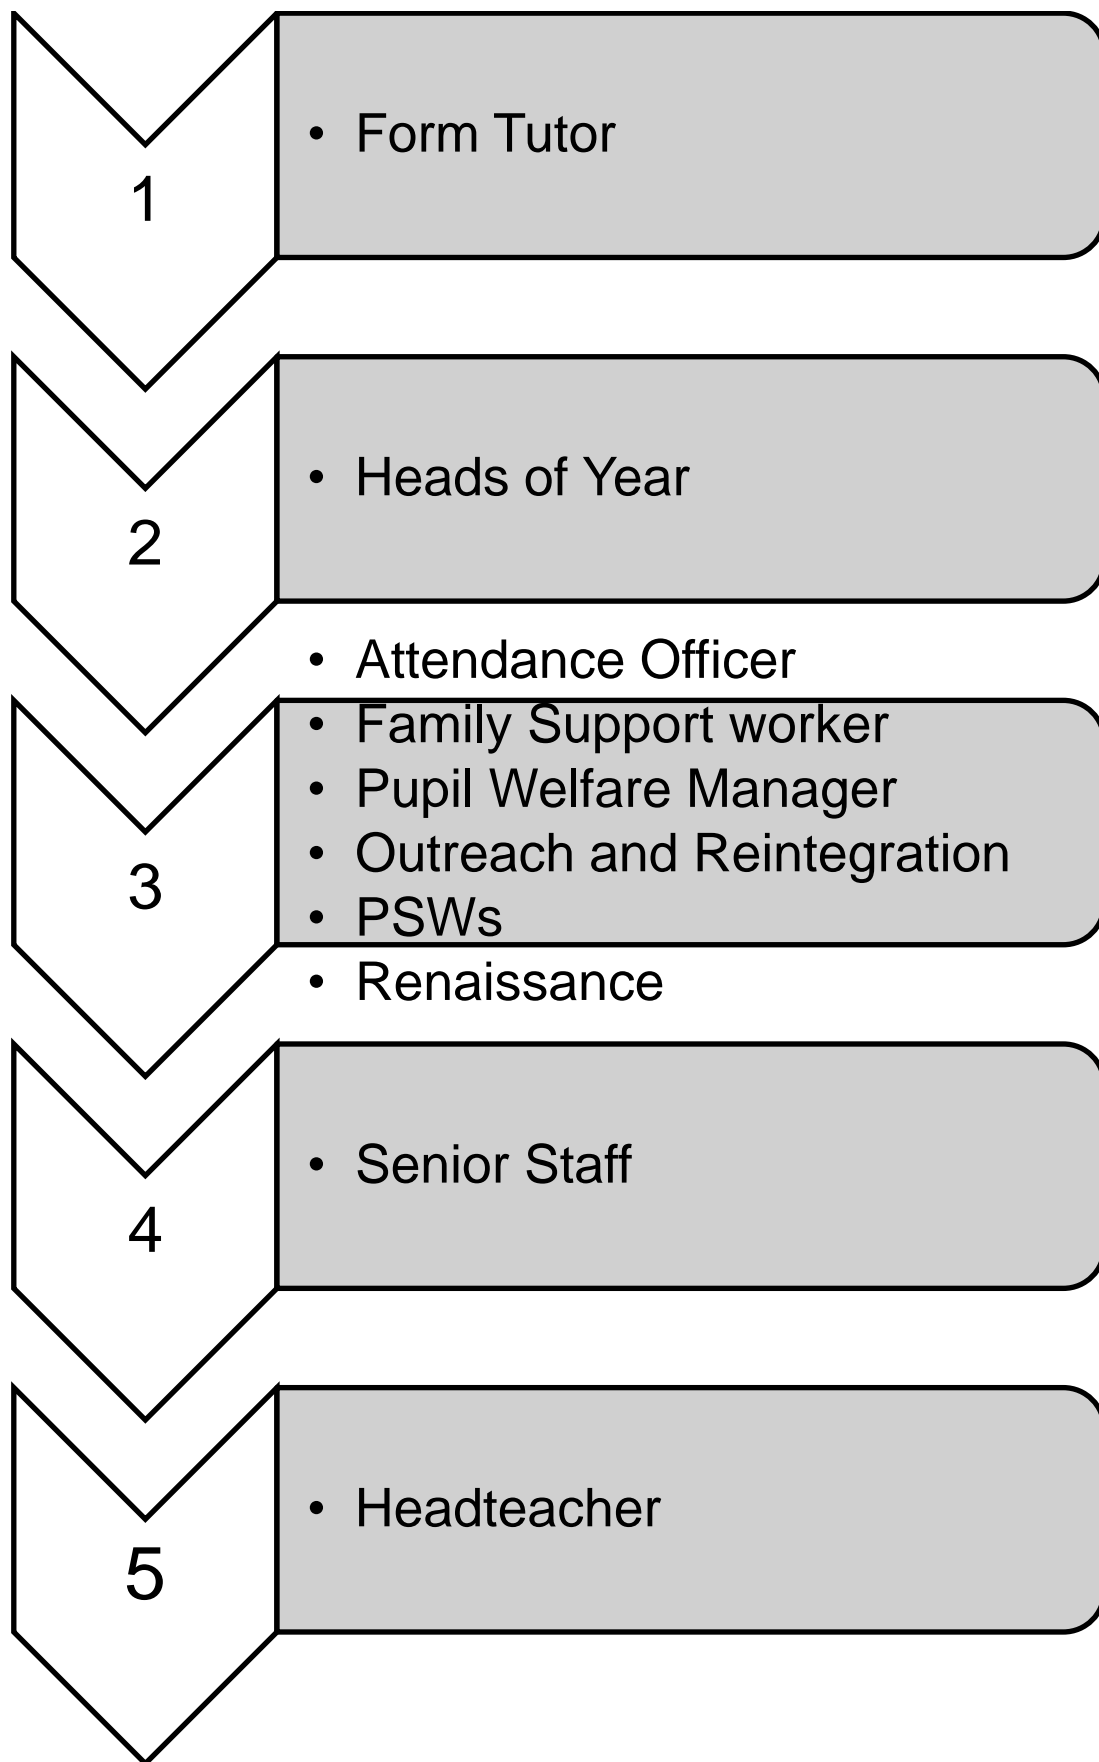 1
• Form Tutor
2
• Heads of Year
3
• Attendance Officer
• Family Support worker
• Pupil Welfare Manager
• Outreach and Reintegration
• PSWs
• Renaissance
4
• Senior Staff
5
• Headteacher